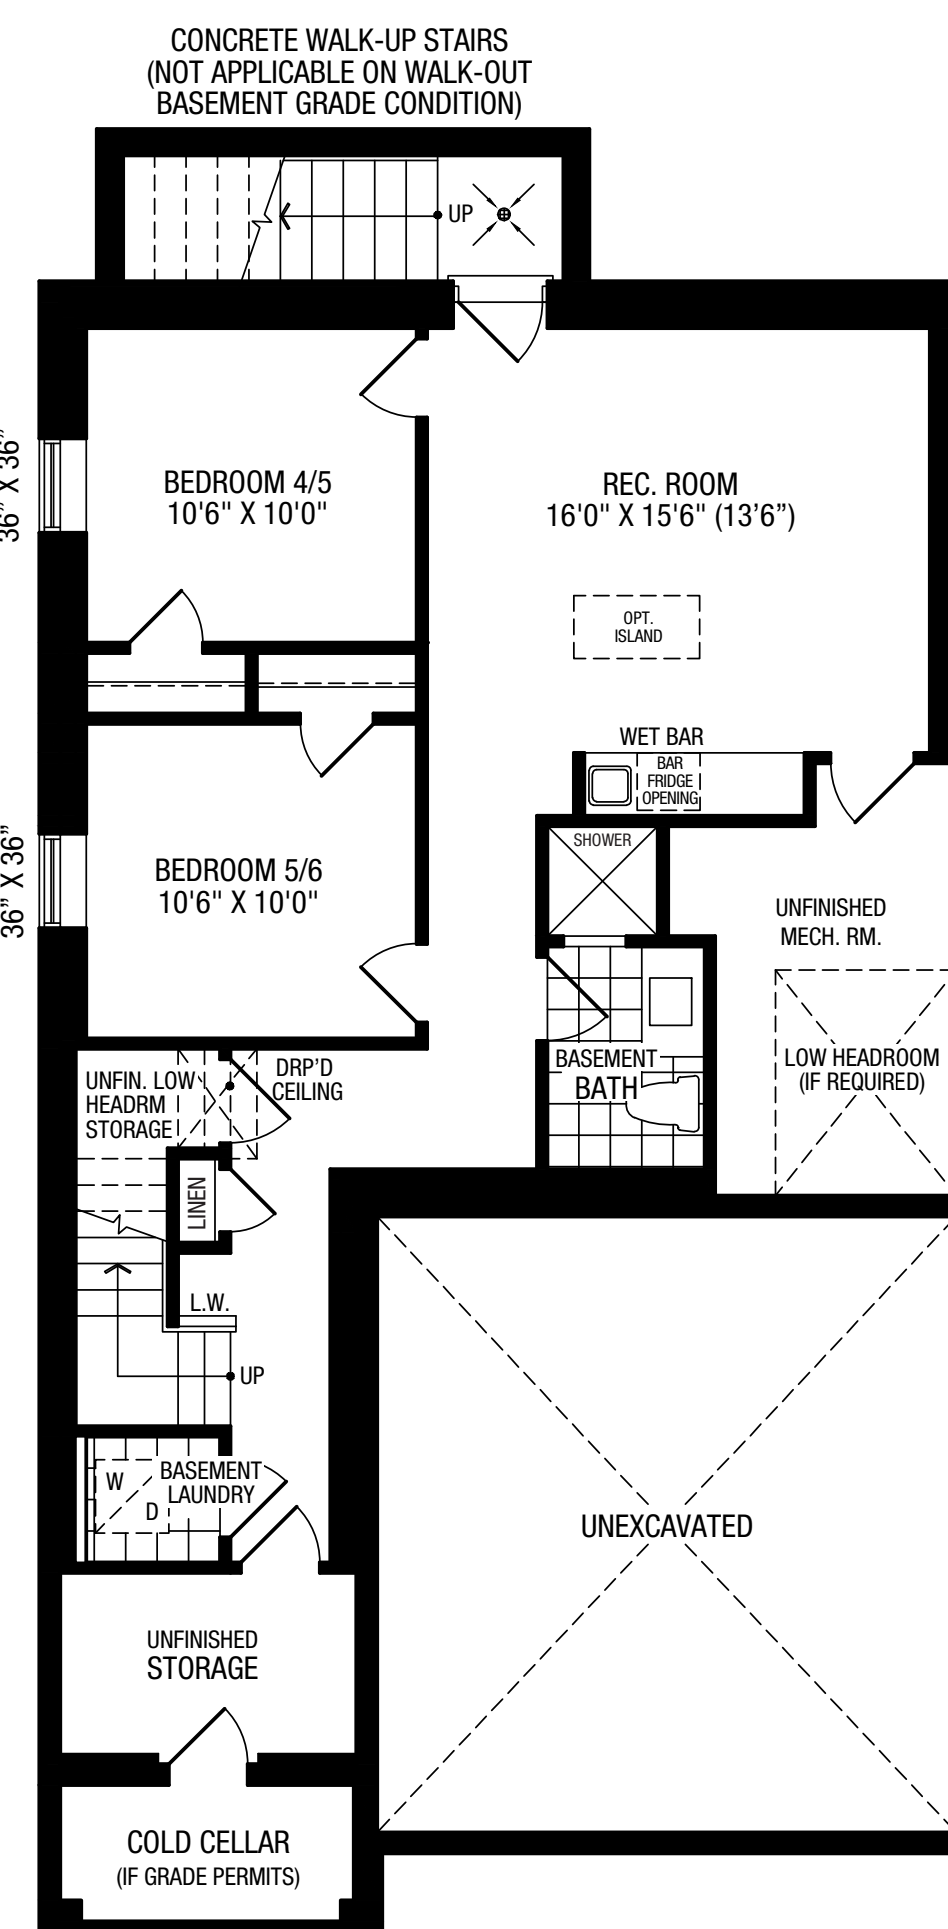 CONCRETE WALK-UP STAIRS
(NOT APPLICABLE ON WALK-OUT
BASEMENT GRADE CONDITION)
UP
36” X 36”
BEDROOM 4/5
10'6" X 10'0"
REC. ROOM
16'0" X 15'6" (13’6”)
OPT.
ISLAND
WET BAR
BAR
FRIDGE
OPENING
SHOWER
36” X 36”
BEDROOM 5/6
10'6" X 10'0"
UNFINISHED
MECH. RM.
LOW HEADROOM
(IF REQUIRED)
BASEMENT
BATH
DRP'D
CEILING
UNFIN. LOW
HEADRM
STORAGE
LINEN
L.W.
UP
W
D
BASEMENT
LAUNDRY
UNEXCAVATED
UNFINISHED
STORAGE
COLD CELLAR
(IF GRADE PERMITS)